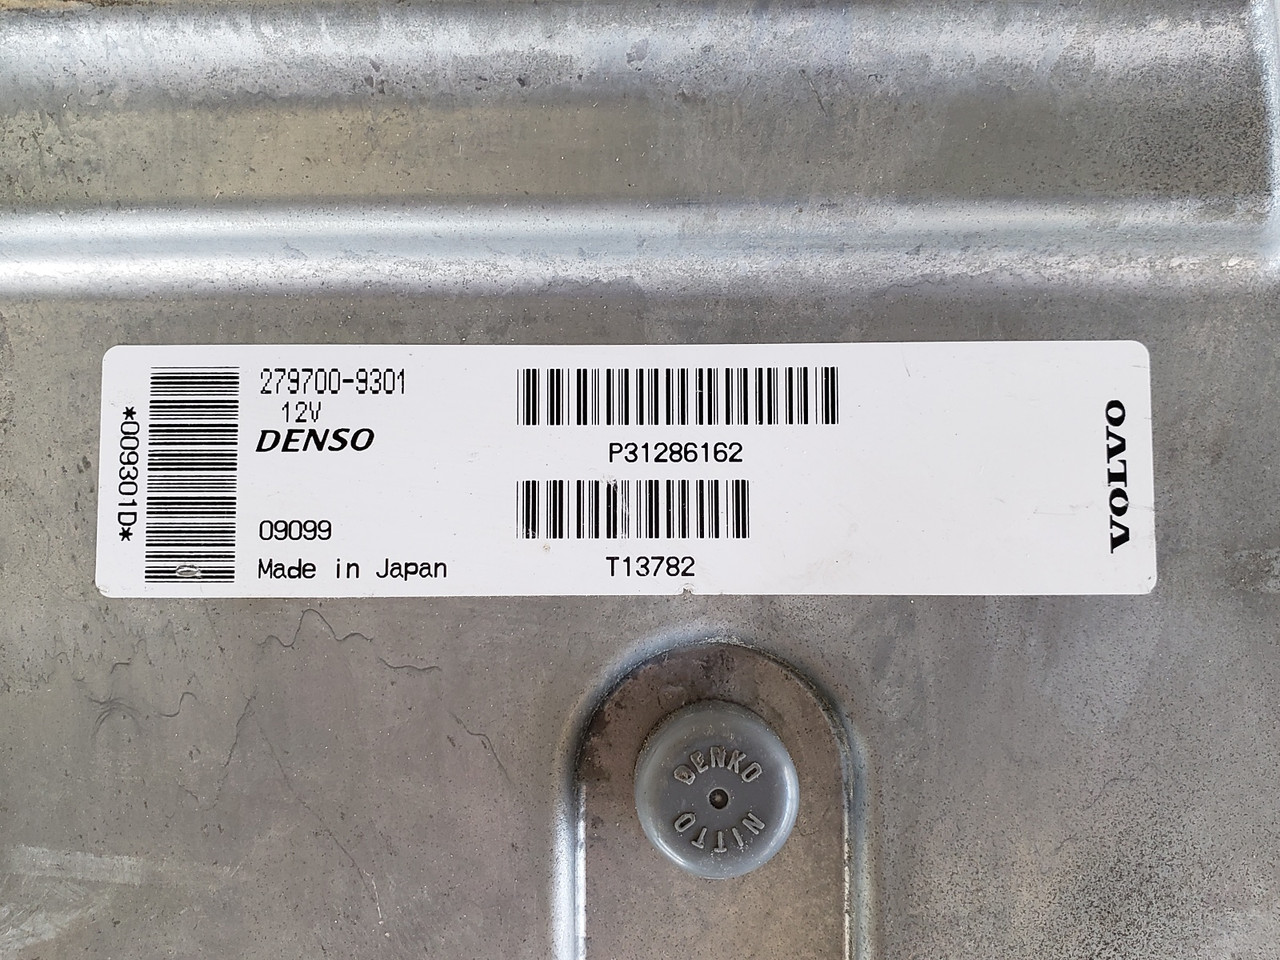 *009301D*
279700-9301
12V
DENSO
09099
Made in Japan
P31286162
T13782
VOLVO
DENKO
NITTO